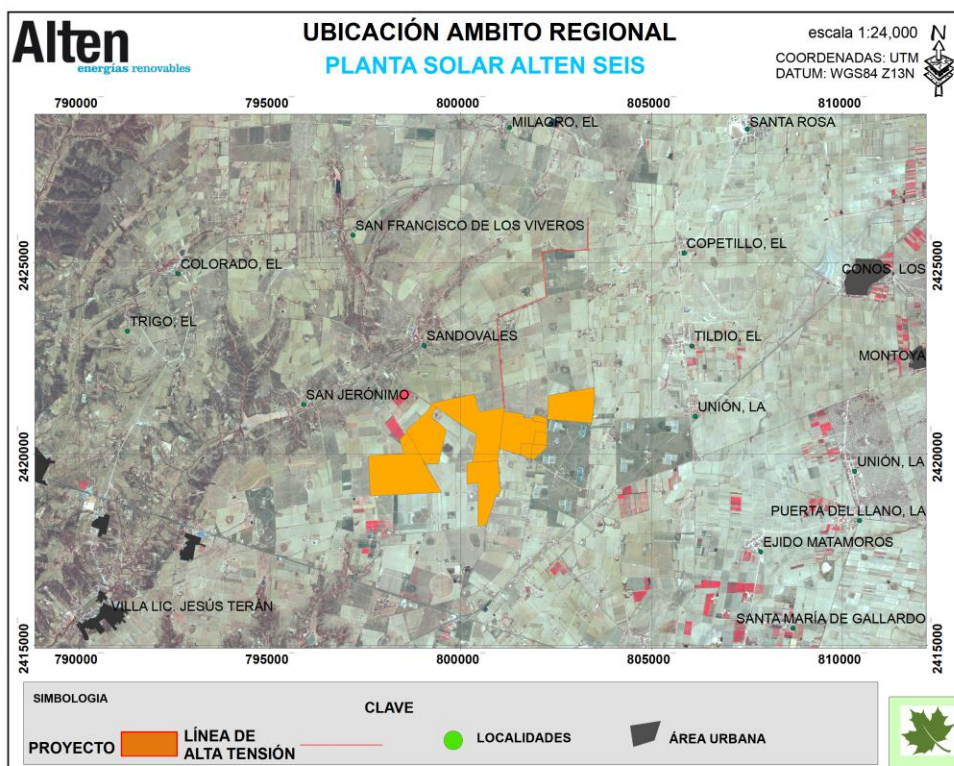 Alten
energías renovables
UBICACIÓN AMBITO REGIONAL
PLANTA SOLAR ALTEN SEIS
escala 1:24,000
N
COORDENADAS: UTM
DATUM: WGS84 Z13N
790000
795000
800000
805000
810000
MILAGRO, EL
SANTA ROSA
SAN FRANCISCO DE LOS VIVEROS
COPETILLO, EL
2425000
2425000
COLORADO, EL
CONOS, LOS
TRIGO, EL
SANDOVALES
TILDIO, EL
MONTOYA
SAN JERÓNIMO
UNIÓN, LA
2420000
2420000
UNIÓN, LA
PUERTA DEL LLANO, LA
EJIDO MATAMOROS
VILLA LIC. JESÚS TERÁN
SANTA MARÍA DE GALLARDO
2415000
2415000
790000
795000
800000
805000
810000
SIMBOLOGIA
CLAVE
PROYECTO
LÍNEA DE
ALTA TENSIÓN
LOCALIDADES
ÁREA URBANA